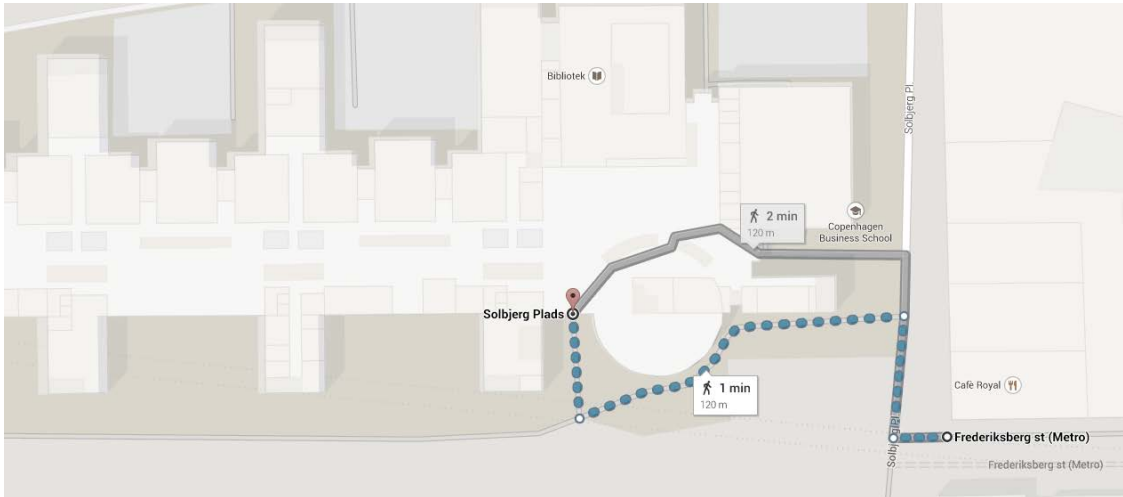 Bibliotek
Solbjerg Pl.
2 min
120 m
Copenhagen
Business School
Solbjerg Plads
1 min
120 m
Café Royal
Solbjerg Pl.
Frederiksberg st (Metro)
Frederiksberg st (Metro)